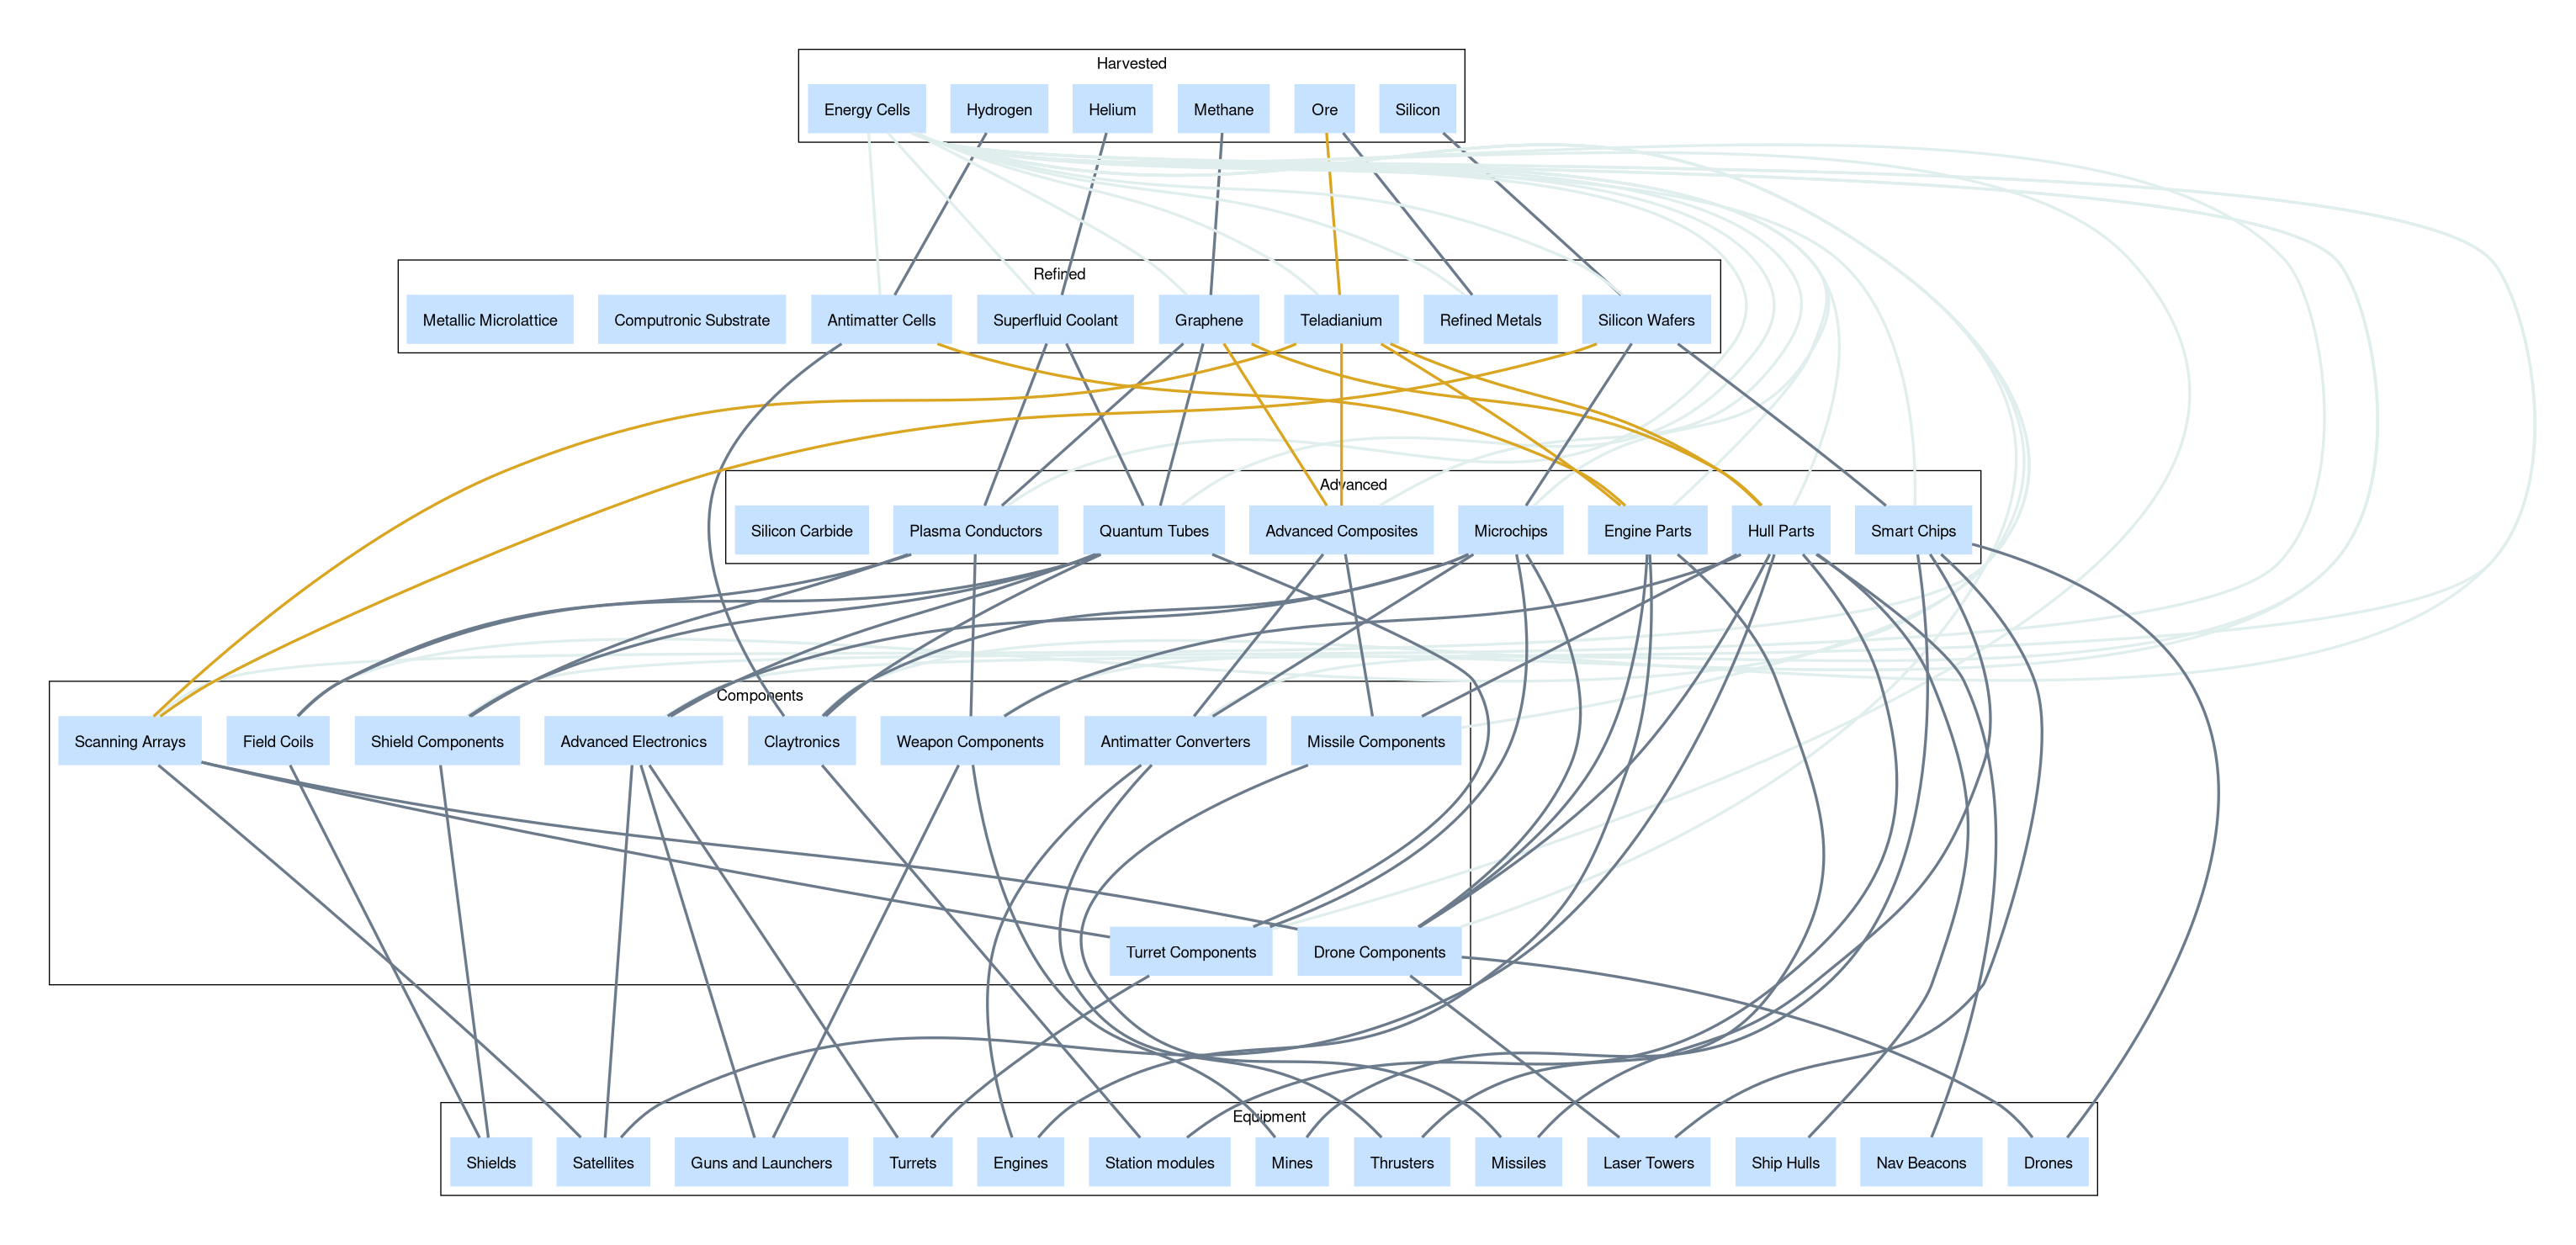 Harvested
Energy Cells
Hydrogen
Helium
Methane
Ore
Silicon
Refined
Metallic Microlattice
Computronic Substrate
Antimatter Cells
Superfluid Coolant
Graphene
Teladianium
Refined Metals
Silicon Wafers
Advanced
Silicon Carbide
Plasma Conductors
Quantum Tubes
Advanced Composites
Microchips
Engine Parts
Hull Parts
Smart Chips
Components
Scanning Arrays
Field Coils
Shield Components
Advanced Electronics
Claytronics
Weapon Components
Antimatter Converters
Missile Components
Turret Components
Drone Components
Equipment
Shields
Satellites
Guns and Launchers
Turrets
Engines
Station modules
Mines
Thrusters
Missiles
Laser Towers
Ship Hulls
Nav Beacons
Drones